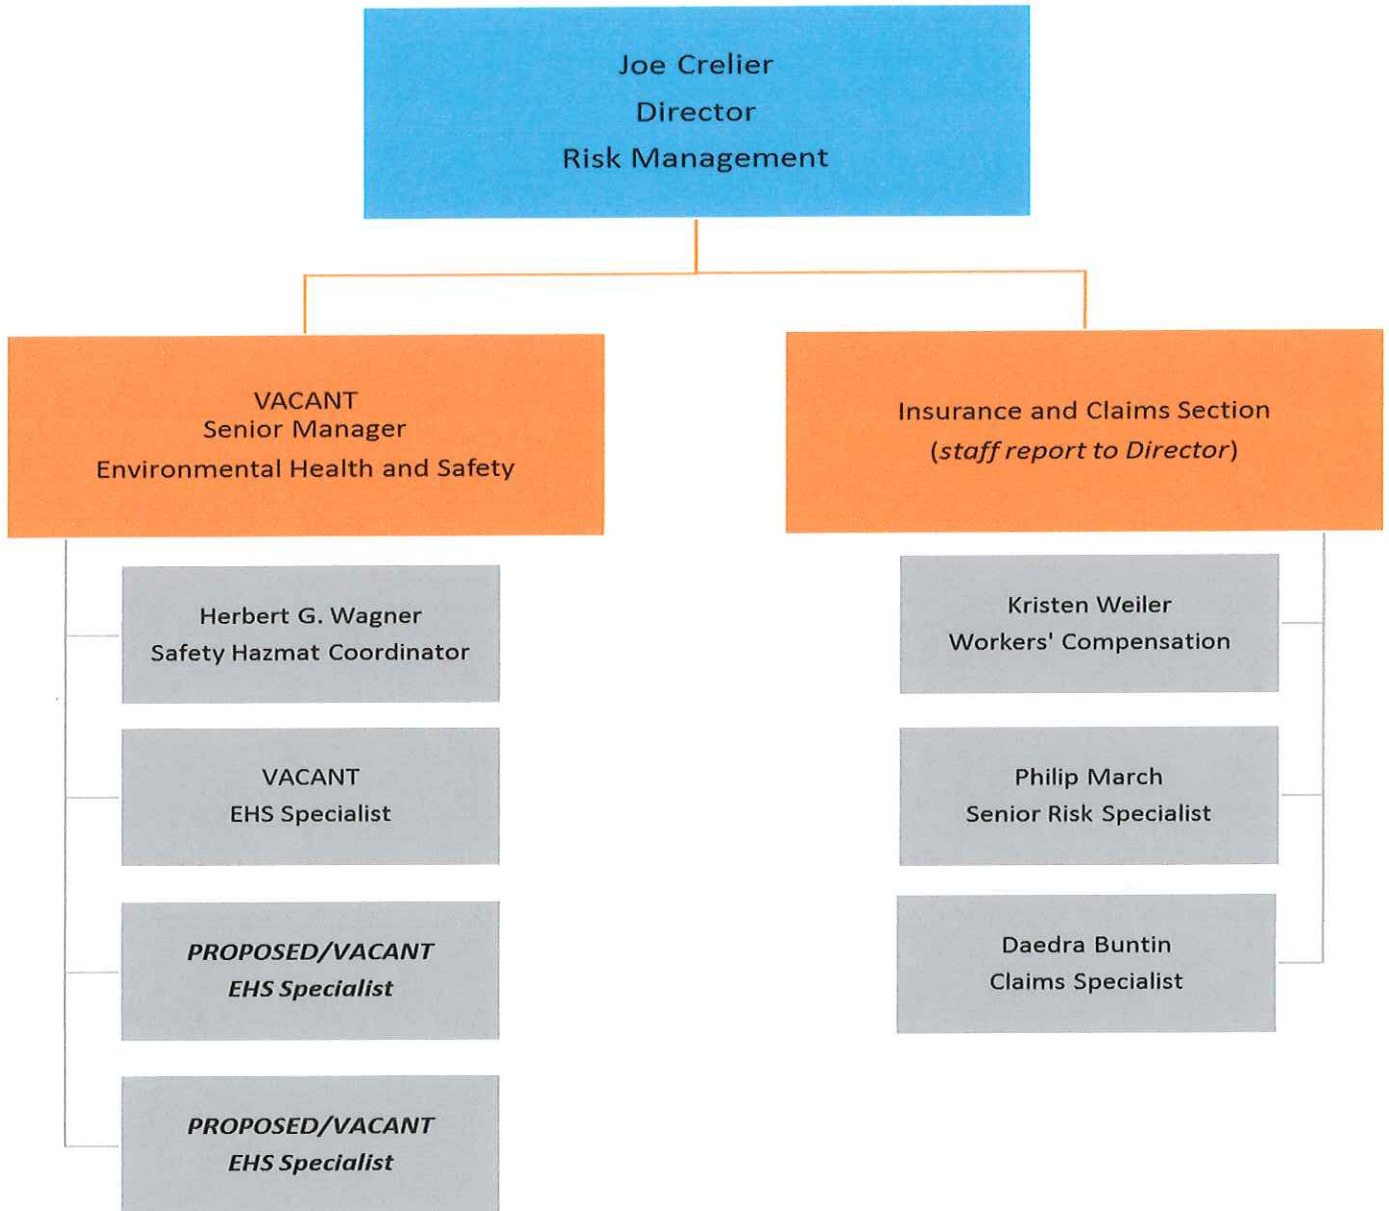 Joe Crelier
Director
Risk Management
VACANT
Senior Manager
Environmental Health and Safety
Herbert G. Wagner
Safety Hazmat Coordinator
VACANT
EHS Specialist
PROPOSED/VACANT
EHS Specialist
PROPOSED/VACANT
EHS Specialist
Insurance and Claims Section
(staff report to Director)
Kristen Weiler
Workers' Compensation
Philip March
Senior Risk Specialist
Daedra Buntin
Claims Specialist